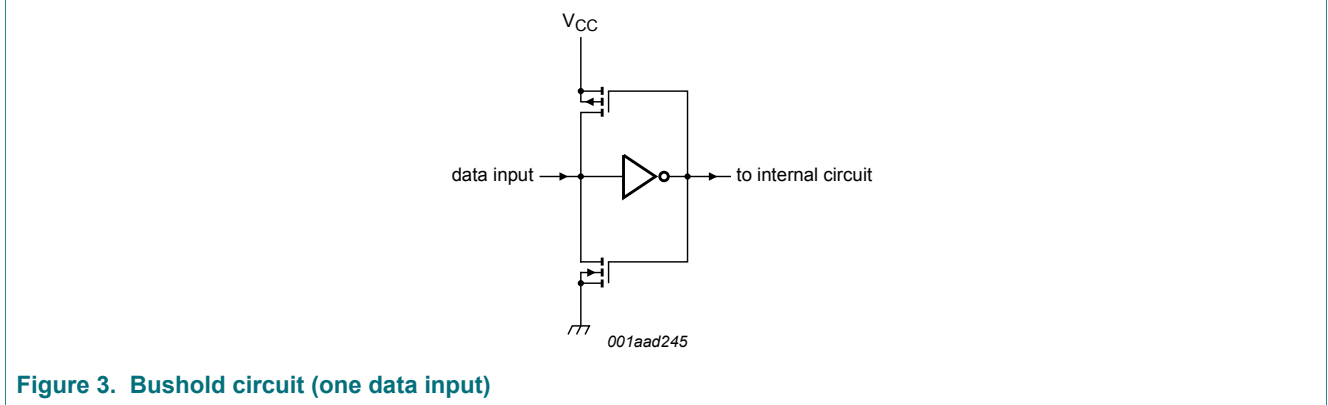 VCC
data input
to internal circuit
001aad245
Figure 3. Bushold circuit (one data input)